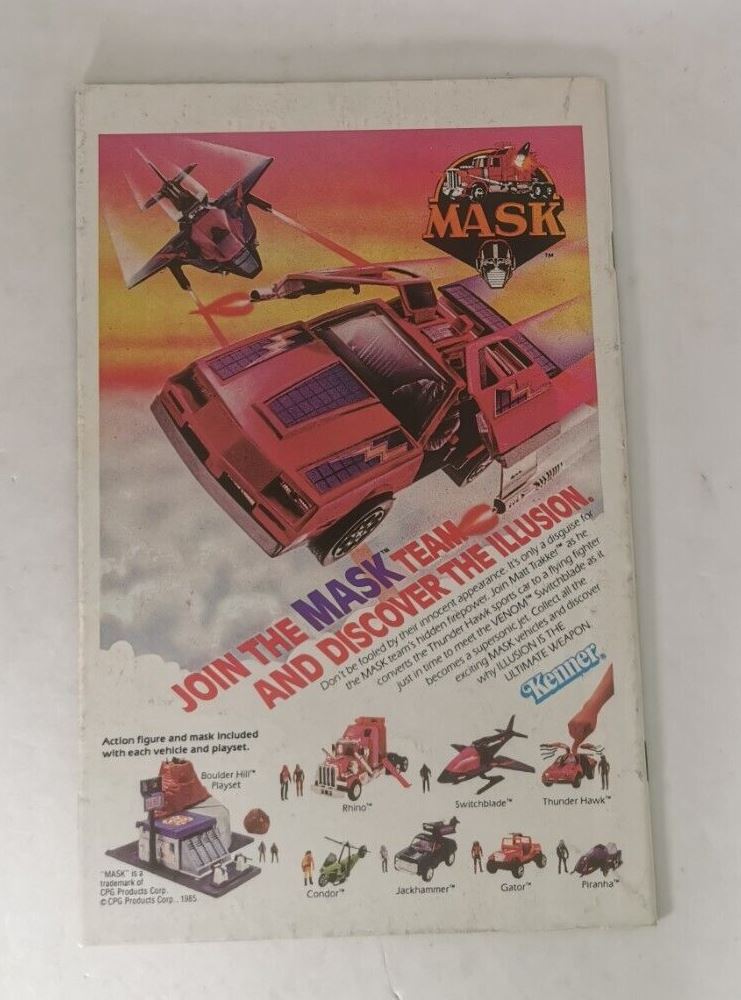 MASK
TM
JOIN THE MASK™ TEAM
AND DISCOVER THE ILLUSION.
Don't be fooled by their innocent appearance. It's only a disguise for
the MASK team's hidden firepower. Join Matt Trakker™ as he
converts the Thunder Hawk sports car to a flying fighter
just in time to meet the VENOM™ Switchblade as it
becomes a supersonic jet. Collect all the
exciting MASK vehicles and discover
why ILLUSION IS THE
ULTIMATE WEAPON.
Kenner®
Action figure and mask included
with each vehicle and playset.
Boulder Hill™
Playset
Rhino™
Switchblade™
Thunder Hawk™
Condor™
Jackhammer™
Gator™
Piranha™
"MASK" is a
trademark of
CPG Products Corp.
© CPG Products Corp., 1985